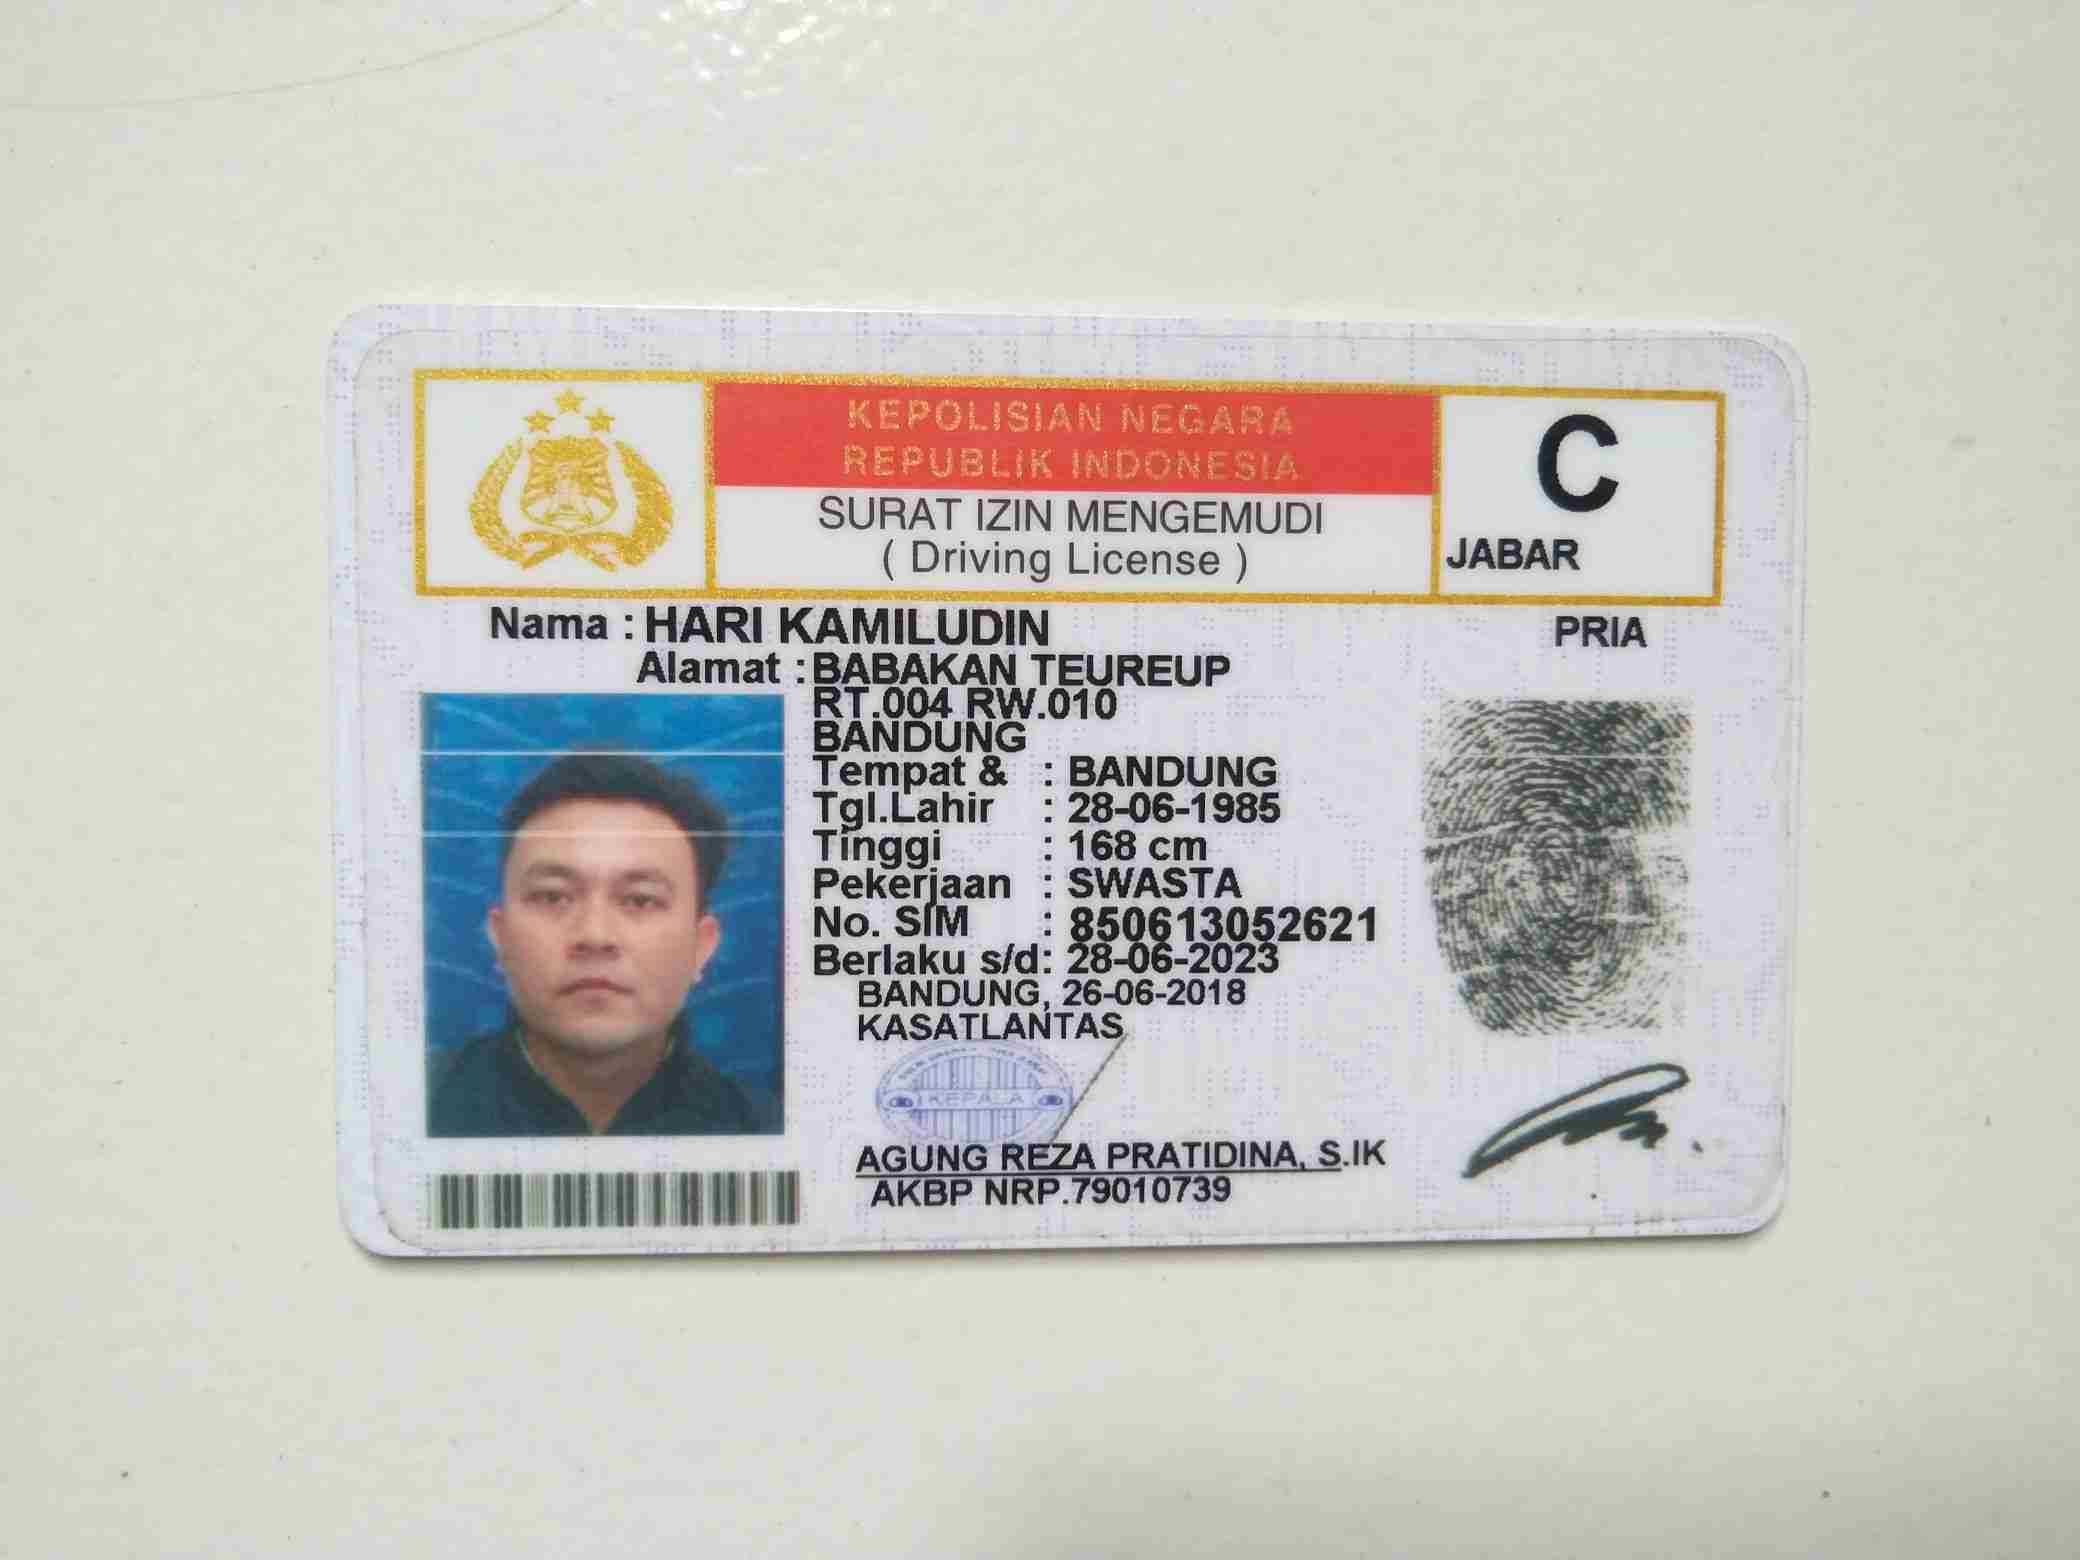 KEPOLISIAN NEGARA
REPUBLIK INDONESIA
SURAT IZIN MENGEMUDI
( Driving License )
C
JABAR
Nama : HARI KAMILUDIN
PRIA
Alamat : BABAKAN TEUREUP
RT.004 RW.010
BANDUNG
Tempat & : BANDUNG
Tgl.Lahir : 28-06-1985
Tinggi : 168 cm
Pekerjaan : SWASTA
No. SIM : 850613052621
Berlaku s/d: 28-06-2023
BANDUNG, 26-06-2018
KASATLANTAS
KEPALA
AGUNG REZA PRATIDINA, S.IK
AKBP NRP.79010739